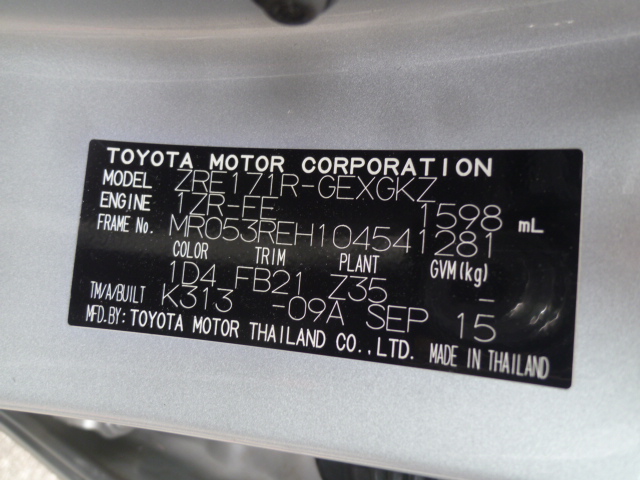 TOYOTA MOTOR CORPORATION
MODEL ZRE171R-GEXGKZ
ENGINE 1ZR-FE 1598 mL
FRAME No. MR053REH104541281
COLOR TRIM PLANT GVM(kg)
1D4 FB21 Z35 –
TM/A/BUILT K313 -09A SEP 15
MFD.BY: TOYOTA MOTOR THAILAND CO.,LTD. MADE IN THAILAND